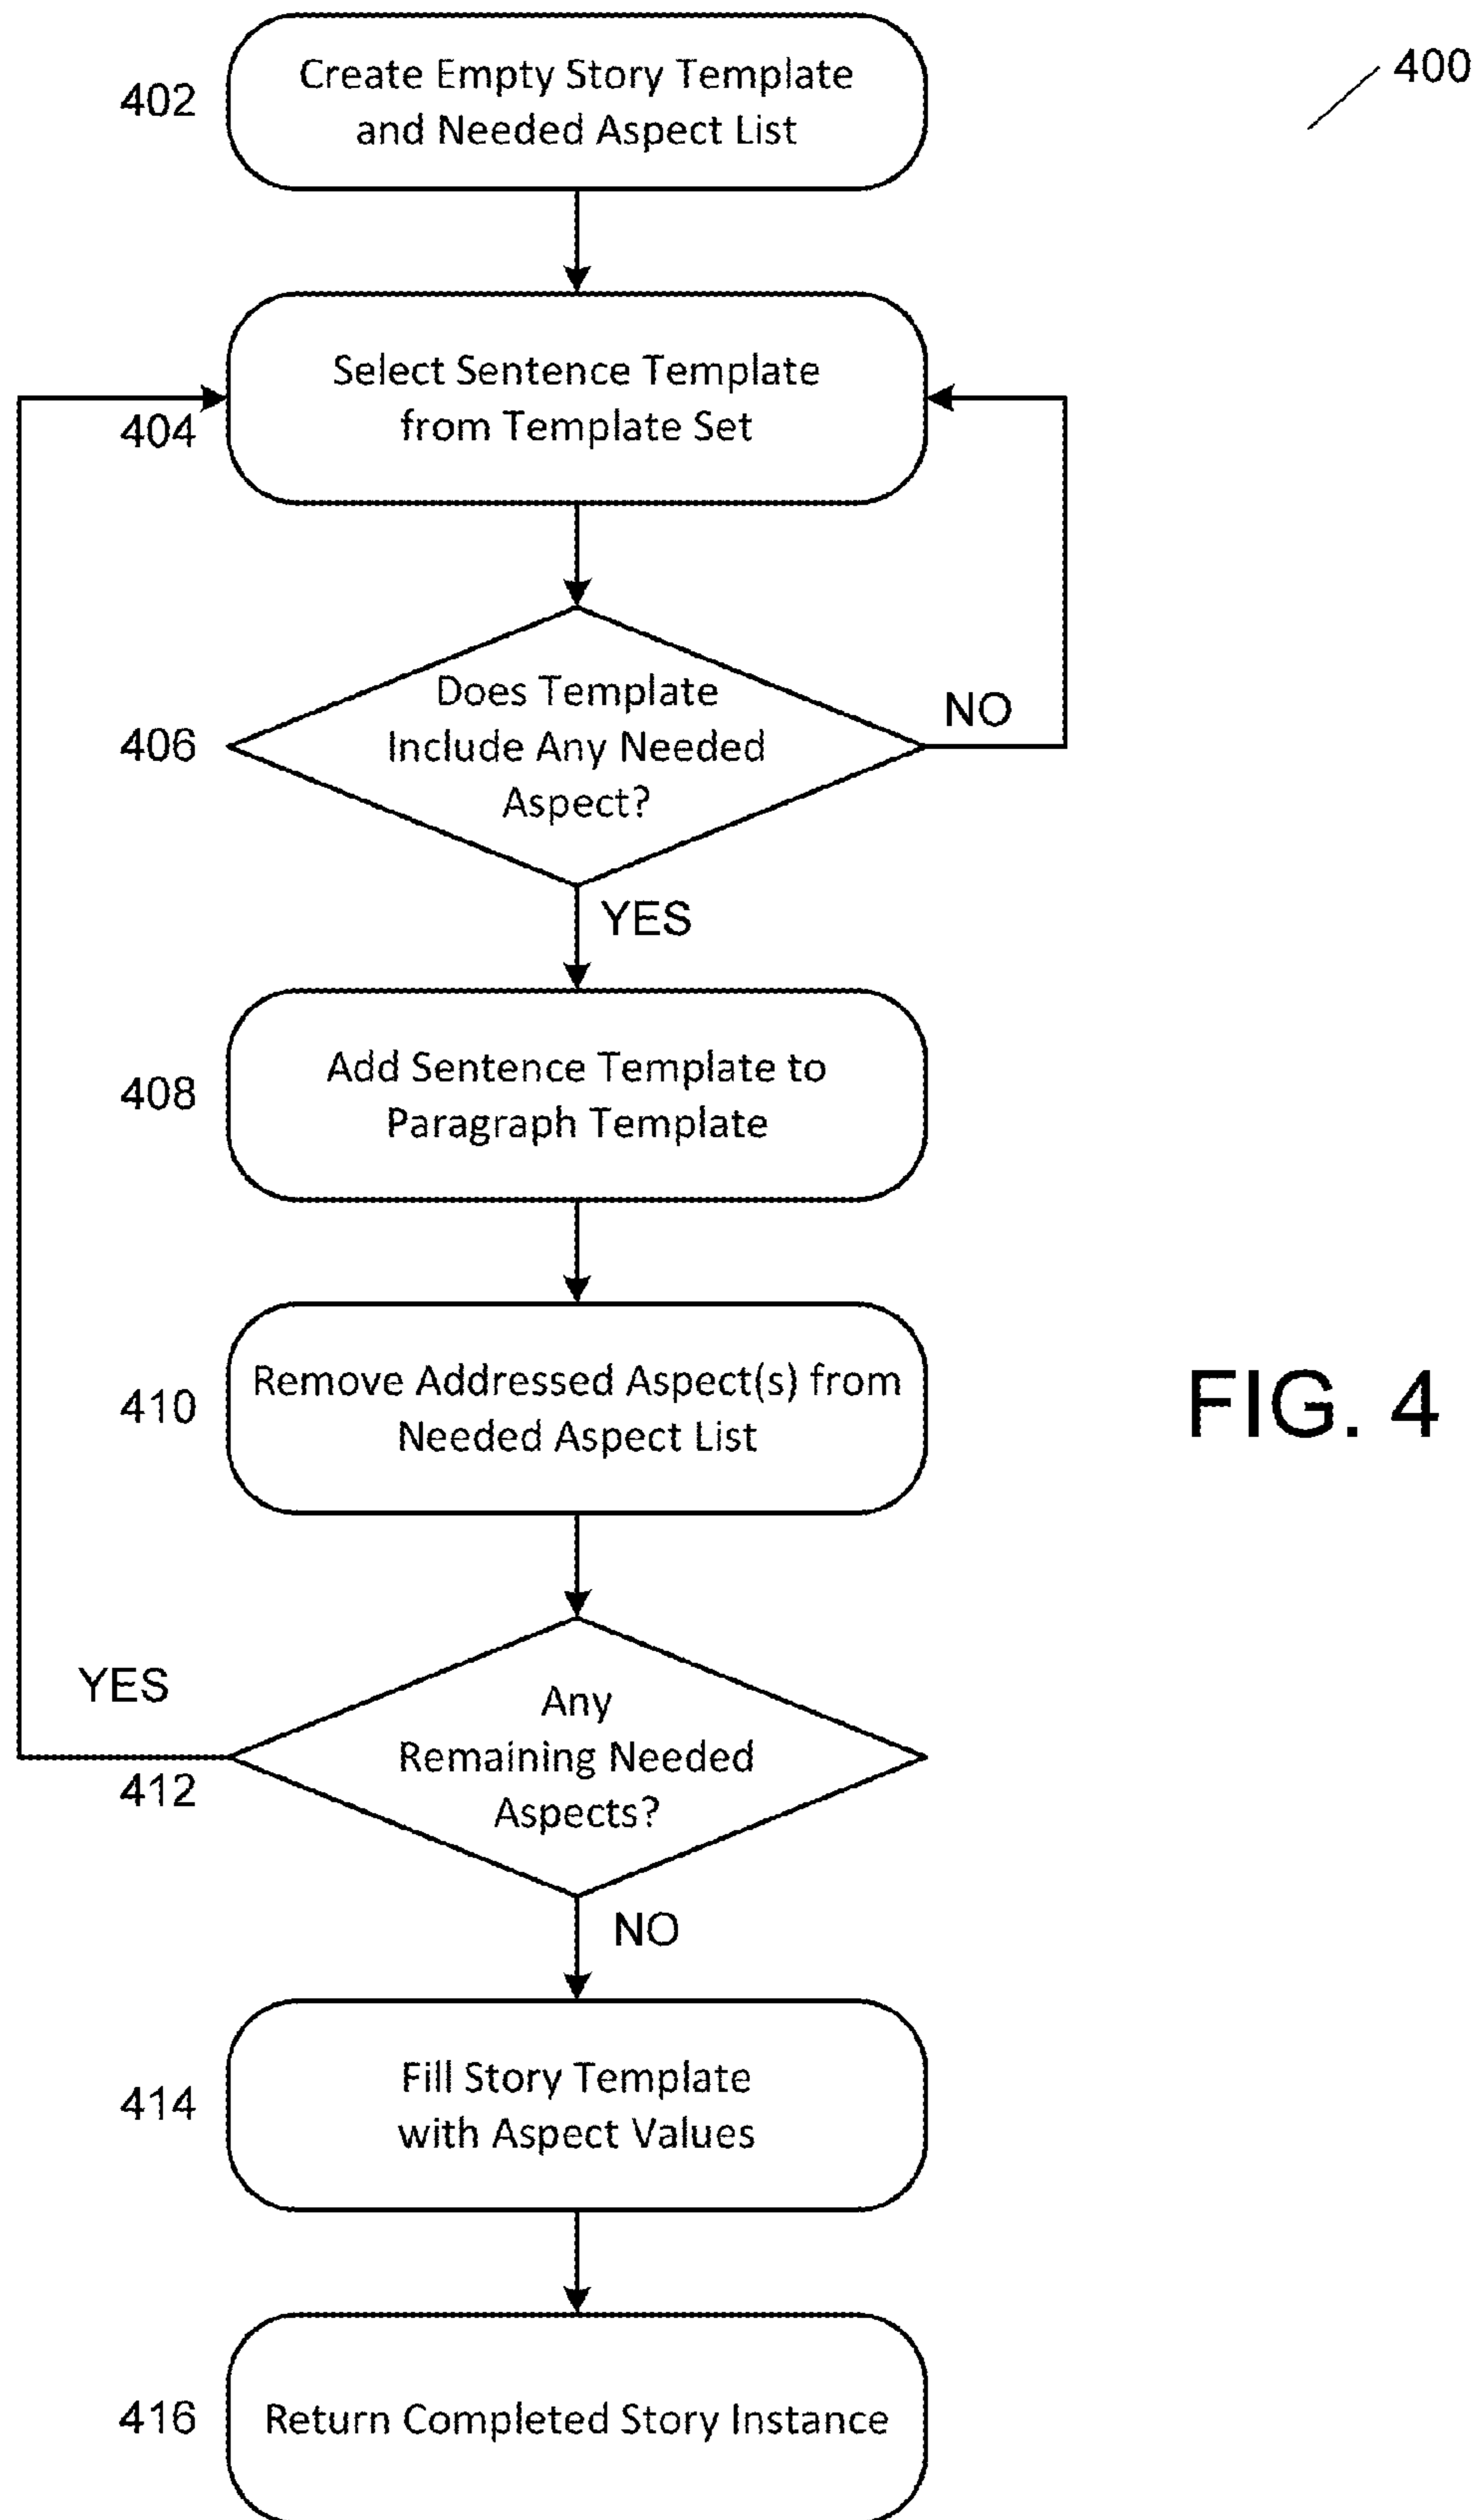 400
402
Create Empty Story Template
and Needed Aspect List
Select Sentence Template
from Template Set
404
Does Template
Include Any Needed
Aspect?
406
NO
YES
408
Add Sentence Template to
Paragraph Template
410
Remove Addressed Aspect(s) from
Needed Aspect List
FIG. 4
YES
Any
Remaining Needed
Aspects?
412
NO
414
Fill Story Template
with Aspect Values
416
Return Completed Story Instance